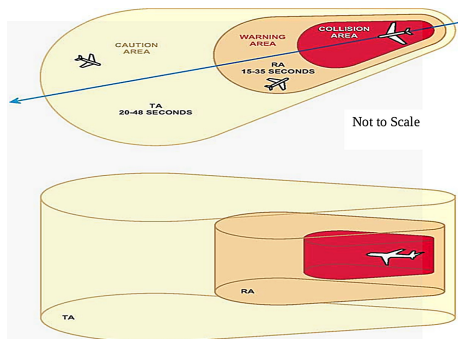 CAUTION
AREA
WARNING
AREA
COLLISION
AREA
RA
15-35 SECONDS
TA
20-48 SECONDS
Not to Scale
RA
TA